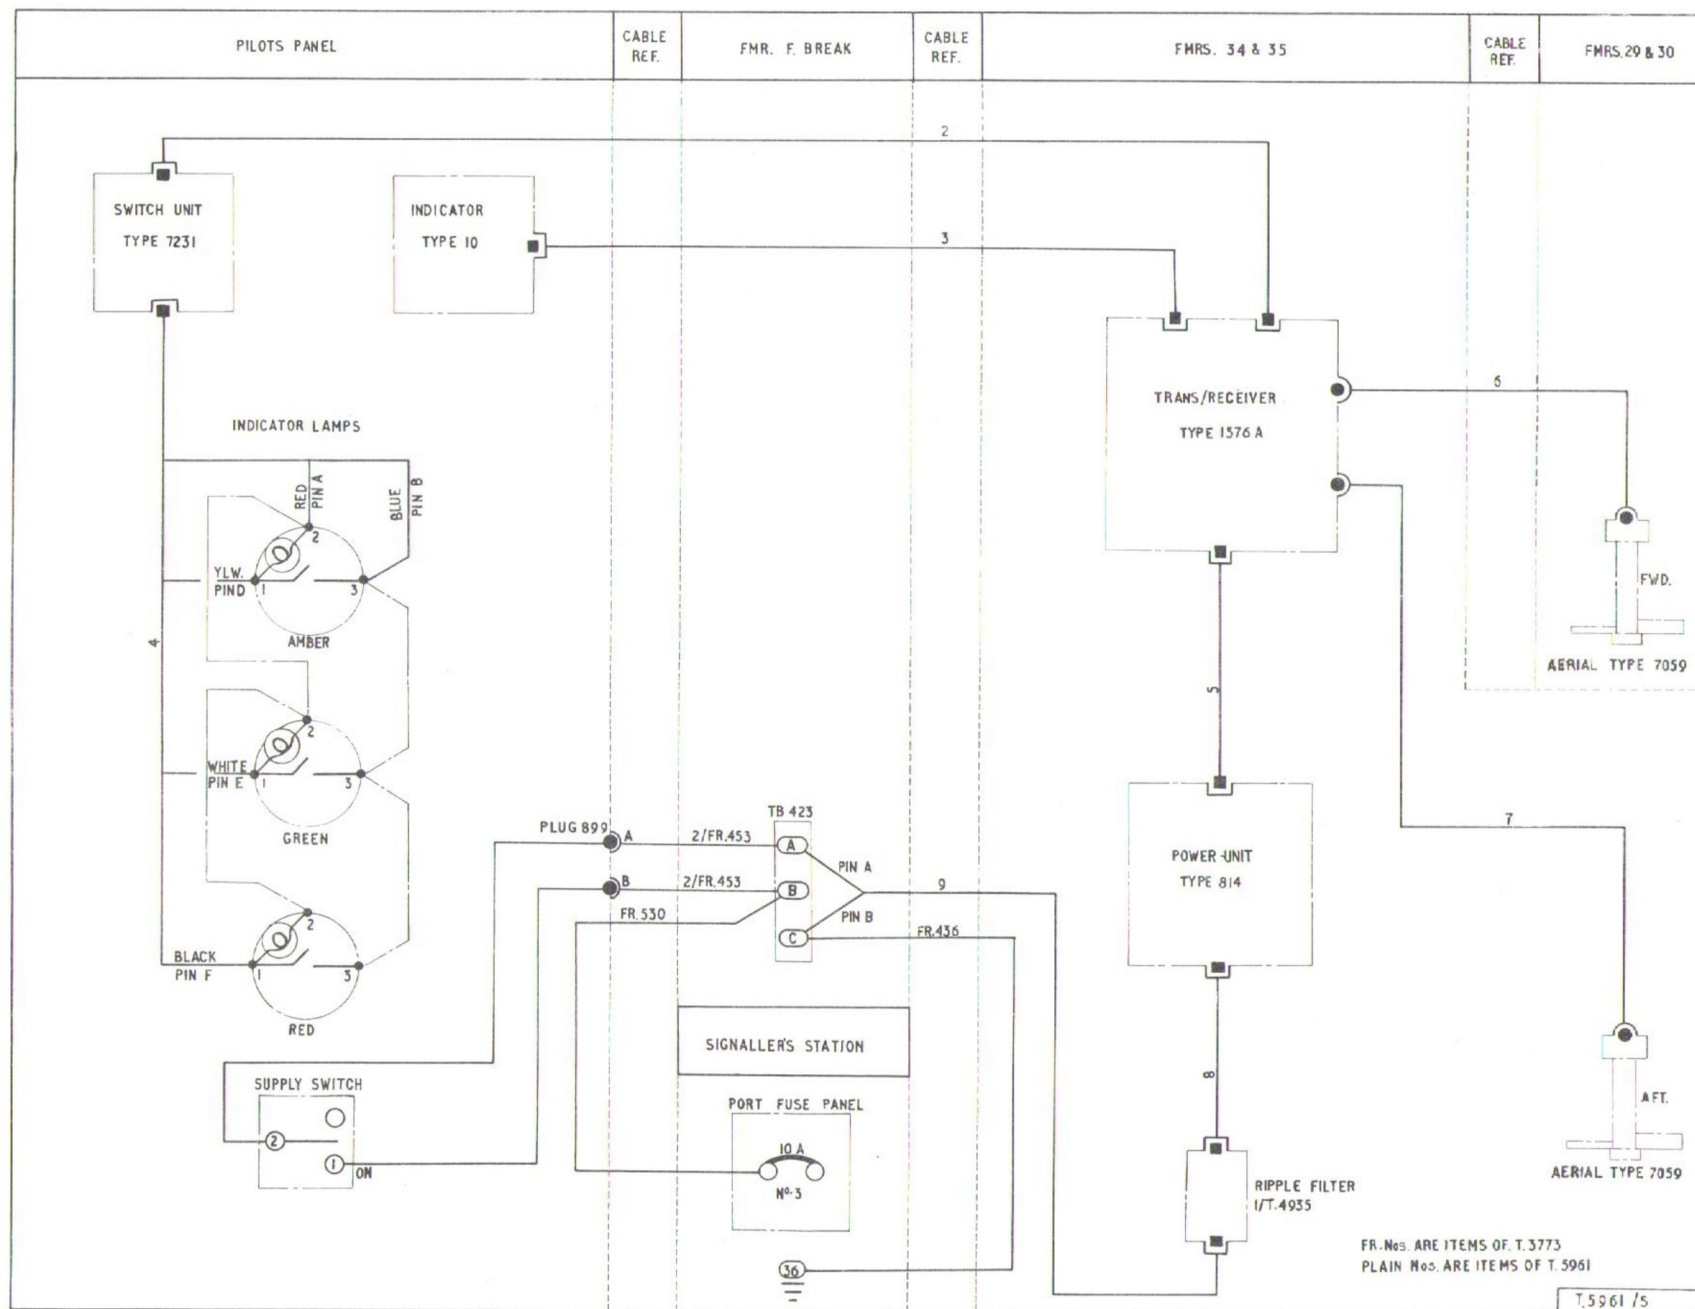 PILOTS PANEL
CABLE
REF.
FMR. F. BREAK
CABLE
REF.
FMRS. 34 & 35
CABLE
REF.
FMRS. 29 & 30
2
SWITCH UNIT
TYPE 7231
INDICATOR
TYPE 10
3
TRANS/RECEIVER
TYPE 1576 A
6
INDICATOR LAMPS
RED
PIN A
BLUE
PIN B
2
YLW.
PIN D
1
3
AMBER
4
FWD.
AERIAL TYPE 7059
5
2
WHITE
PIN E
1
3
GREEN
PLUG 899
A
2/FR.453
TB 423
A
PIN A
7
POWER-UNIT
TYPE 814
B
2/FR.453
B
9
FR.530
PIN B
C
FR.436
2
BLACK
PIN F
1
3
RED
SIGNALLER'S STATION
8
SUPPLY SWITCH
2
1
ON
PORT FUSE PANEL
10 A
No.3
AFT.
AERIAL TYPE 7059
RIPPLE FILTER
1/T.4935
36
FR.Nos. ARE ITEMS OF. T.3773
PLAIN Nos. ARE ITEMS OF T.5961
T.5961 /5